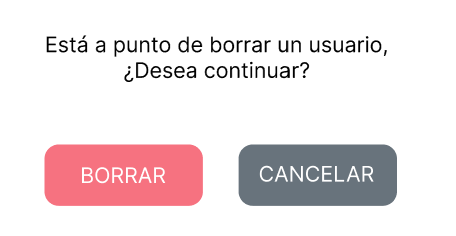 Está a punto de borrar un usuario,
¿Desea continuar?
BORRAR
CANCELAR